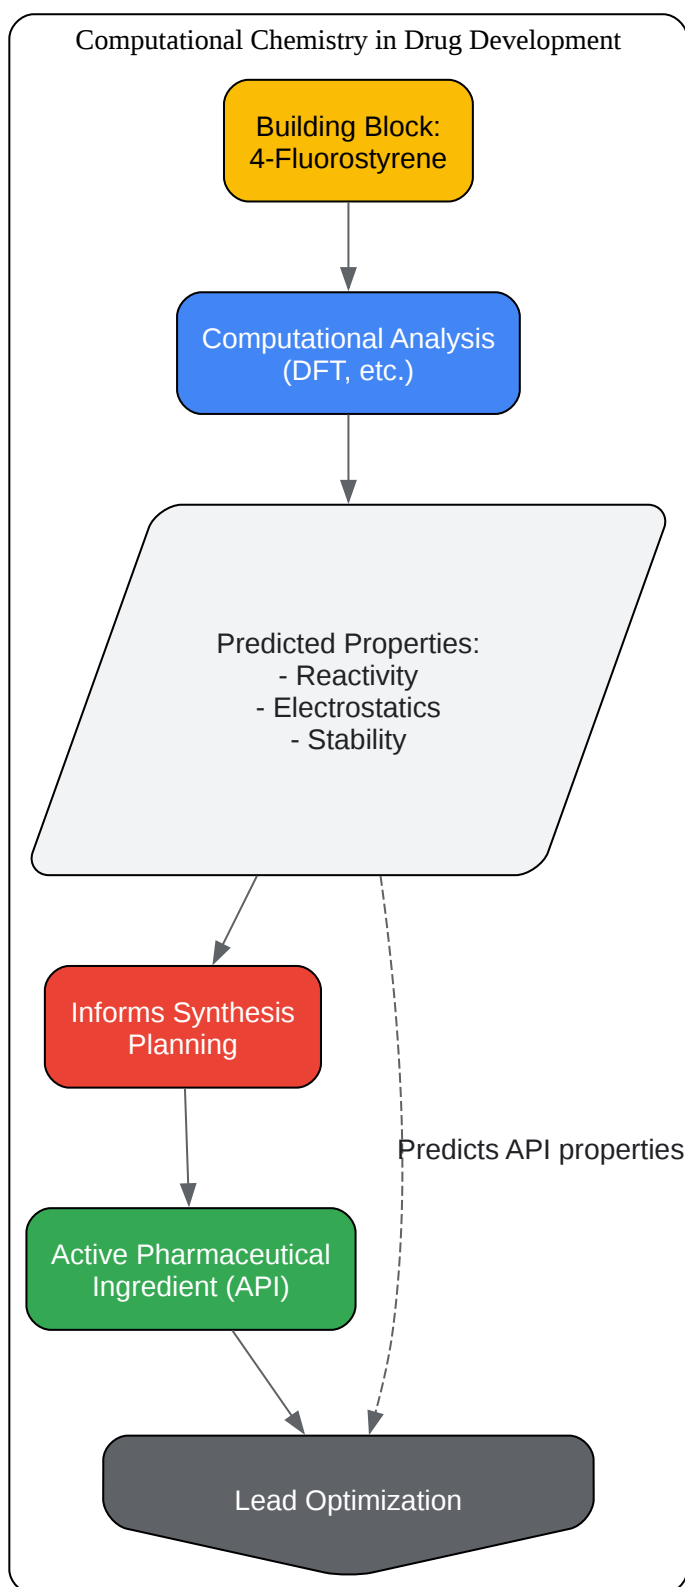 Computational Chemistry in Drug Development
Building Block:
4-Fluorostyrene
Computational Analysis
(DFT, etc.)
Predicted Properties:
- Reactivity
- Electrostatics
- Stability
Informs Synthesis
Planning
Predicts API properties
Active Pharmaceutical
Ingredient (API)
Lead Optimization